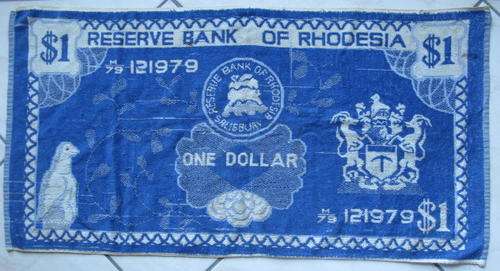 $1 RESERVE BANK OF RHODESIA $1
M/79 121979
RESERVE BANK OF RHODESIA
SALISBURY
ONE DOLLAR
M/79 121979 $1